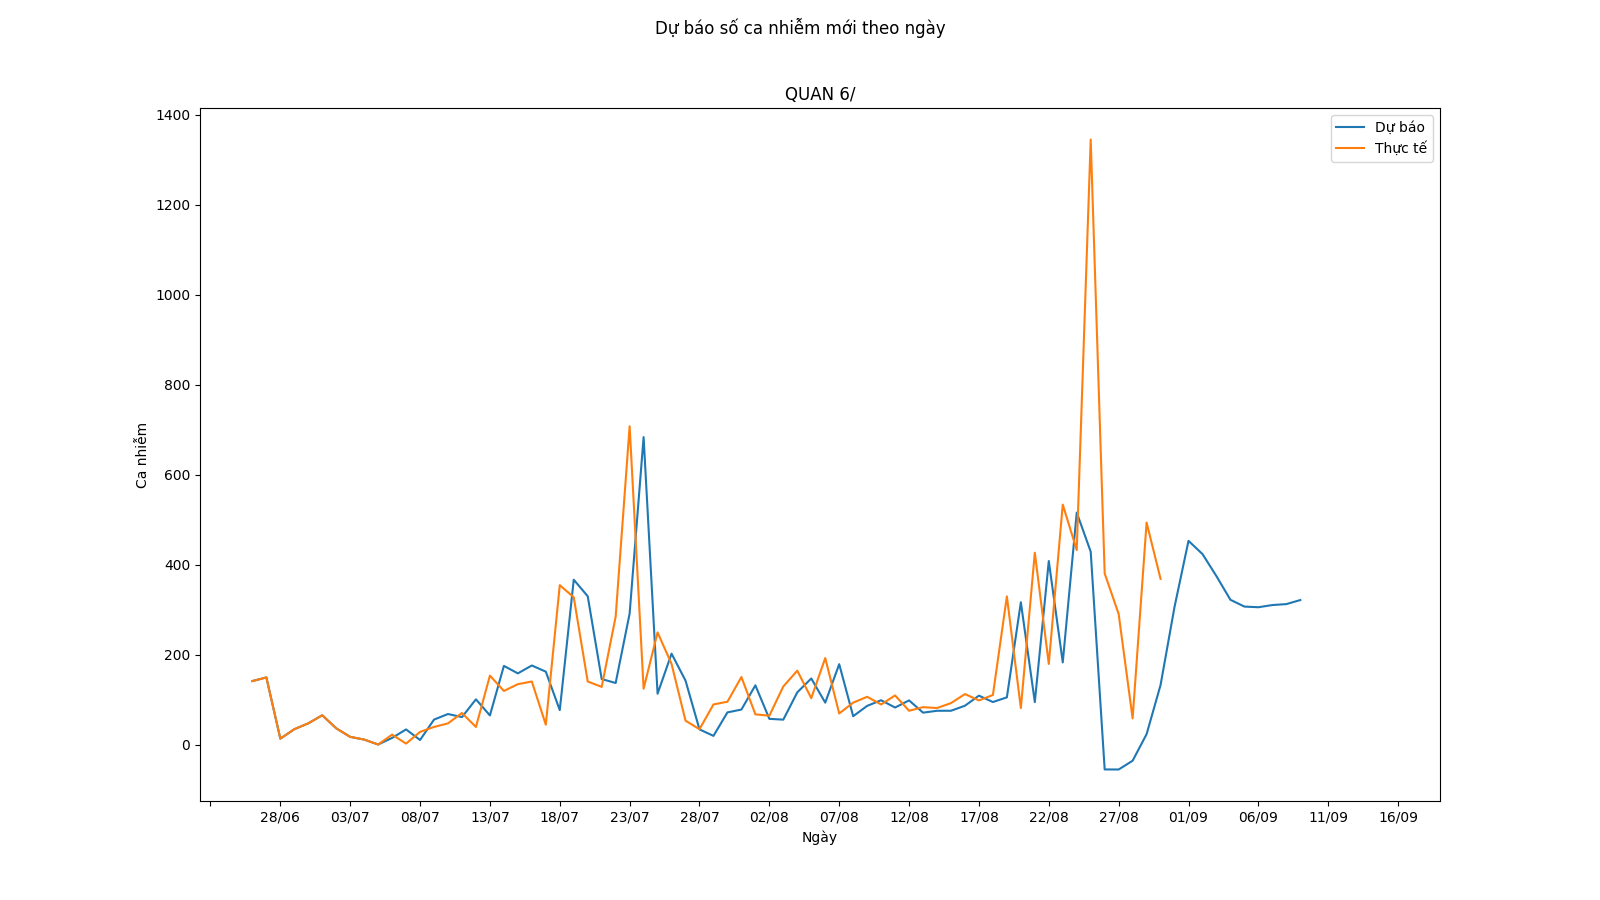 Dự báo số ca nhiễm mới theo ngày
QUAN 6/
Dự báo
Thực tế
1400
1200
1000
800
600
400
200
0
Ca nhiễm
28/06 03/07 08/07 13/07 18/07 23/07 28/07 02/08 07/08 12/08 17/08 22/08 27/08 01/09 06/09 11/09 16/09
Ngày